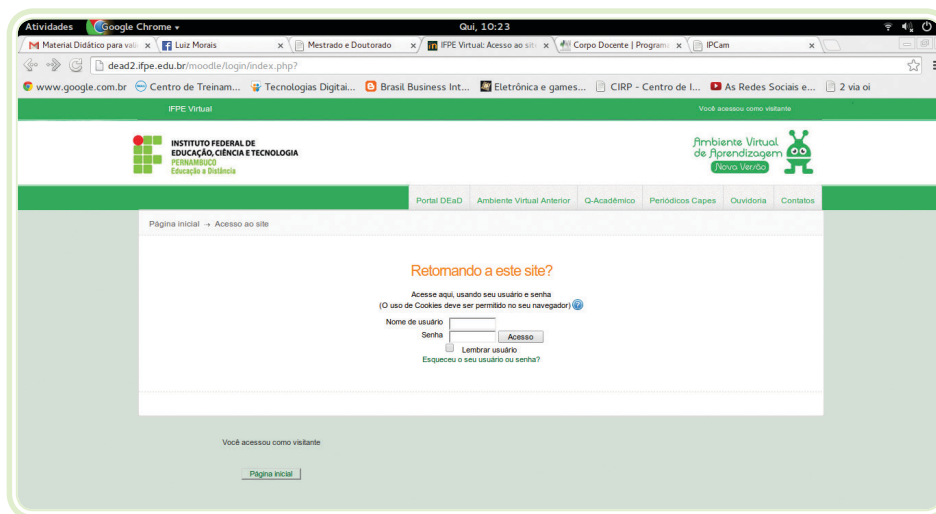 Atividades Google Chrome Qui, 10:23
Material Didático para vali x Luiz Morais x Mestrado e Doutorado x IFPE Virtual: Acesso ao sit x Corpo Docente | Program x IPCam x
dead2.ifpe.edu.br/moodle/login/index.php?
www.google.com.br Centro de Treinam... Tecnologias Digitai... Brasil Business Int... Eletrônica e games... CIRP - Centro de I... As Redes Sociais e... 2 via oi
IFPE Virtual Você acessou como visitante
INSTITUTO FEDERAL DE
EDUCAÇÃO, CIÊNCIA E TECNOLOGIA
PERNAMBUCO
Educação a Distância
Ambiente Virtual
de Aprendizagem
Nova Versão
Portal DEaD Ambiente Virtual Anterior Q-Acadêmico Periódicos Capes Ouvidoria Contatos
Página inicial → Acesso ao site
Retornando a este site?
Acesse aqui, usando seu usuário e senha
(O uso de Cookies deve ser permitido no seu navegador) ?
Nome de usuário
Senha Acesso
Lembrar usuário
Esqueceu o seu usuário ou senha?
Você acessou como visitante
Página inicial